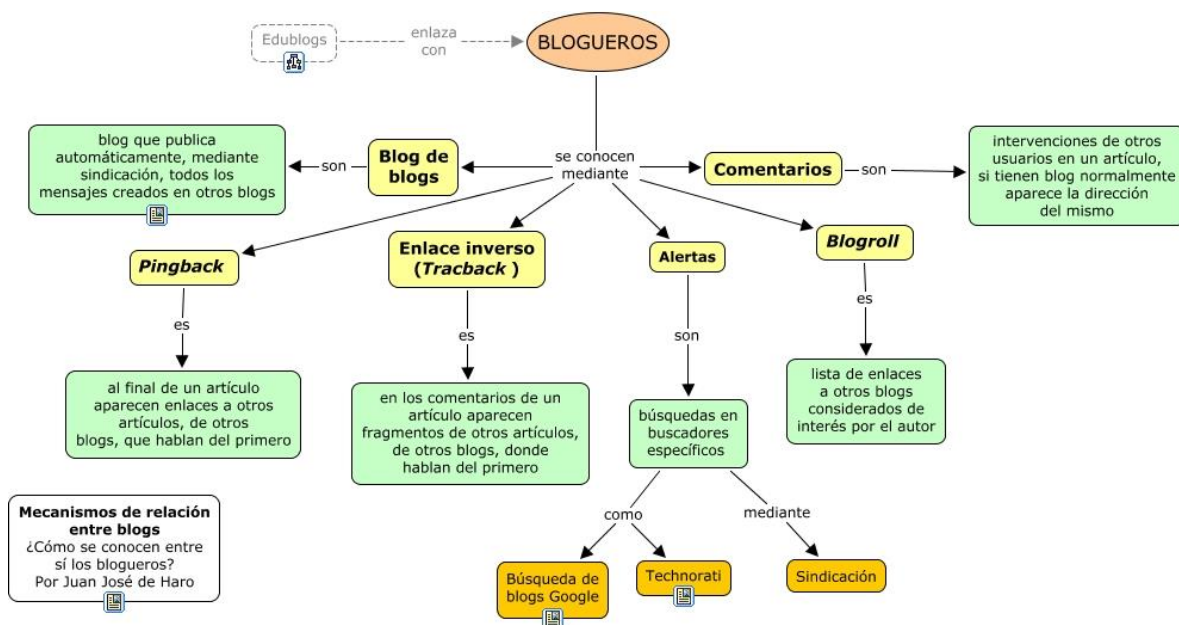 Edublogs
enlaza
con
BLOGUEROS
se conocen
mediante
Blog de
blogs
son
blog que publica
automáticamente, mediante
sindicación, todos los
mensajes creados en otros blogs
Comentarios
son
intervenciones de otros
usuarios en un artículo,
si tienen blog normalmente
aparece la dirección
del mismo
Pingback
es
al final de un artículo
aparecen enlaces a otros
artículos, de otros
blogs, que hablan del primero
Enlace inverso
(Tracback )
es
en los comentarios de un
artículo aparecen
fragmentos de otros artículos,
de otros blogs, donde
hablan del primero
Alertas
son
búsquedas en
buscadores
específicos
como
Búsqueda de
blogs Google
Technorati
mediante
Sindicación
Blogroll
es
lista de enlaces
a otros blogs
considerados de
interés por el autor
Mecanismos de relación
entre blogs
¿Cómo se conocen entre
sí los blogueros?
Por Juan José de Haro